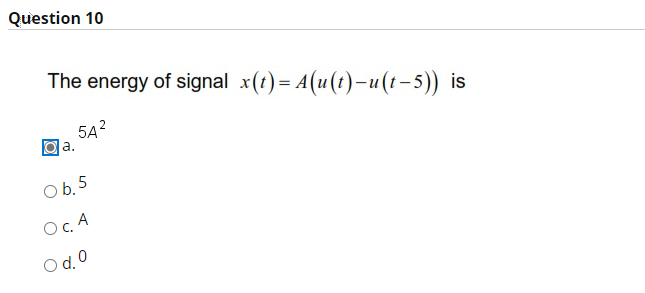 Question 10
The energy of signal x(t)= A(u(t)−u(t−5)) is
a. 5A²
b. 5
c. A
d. 0